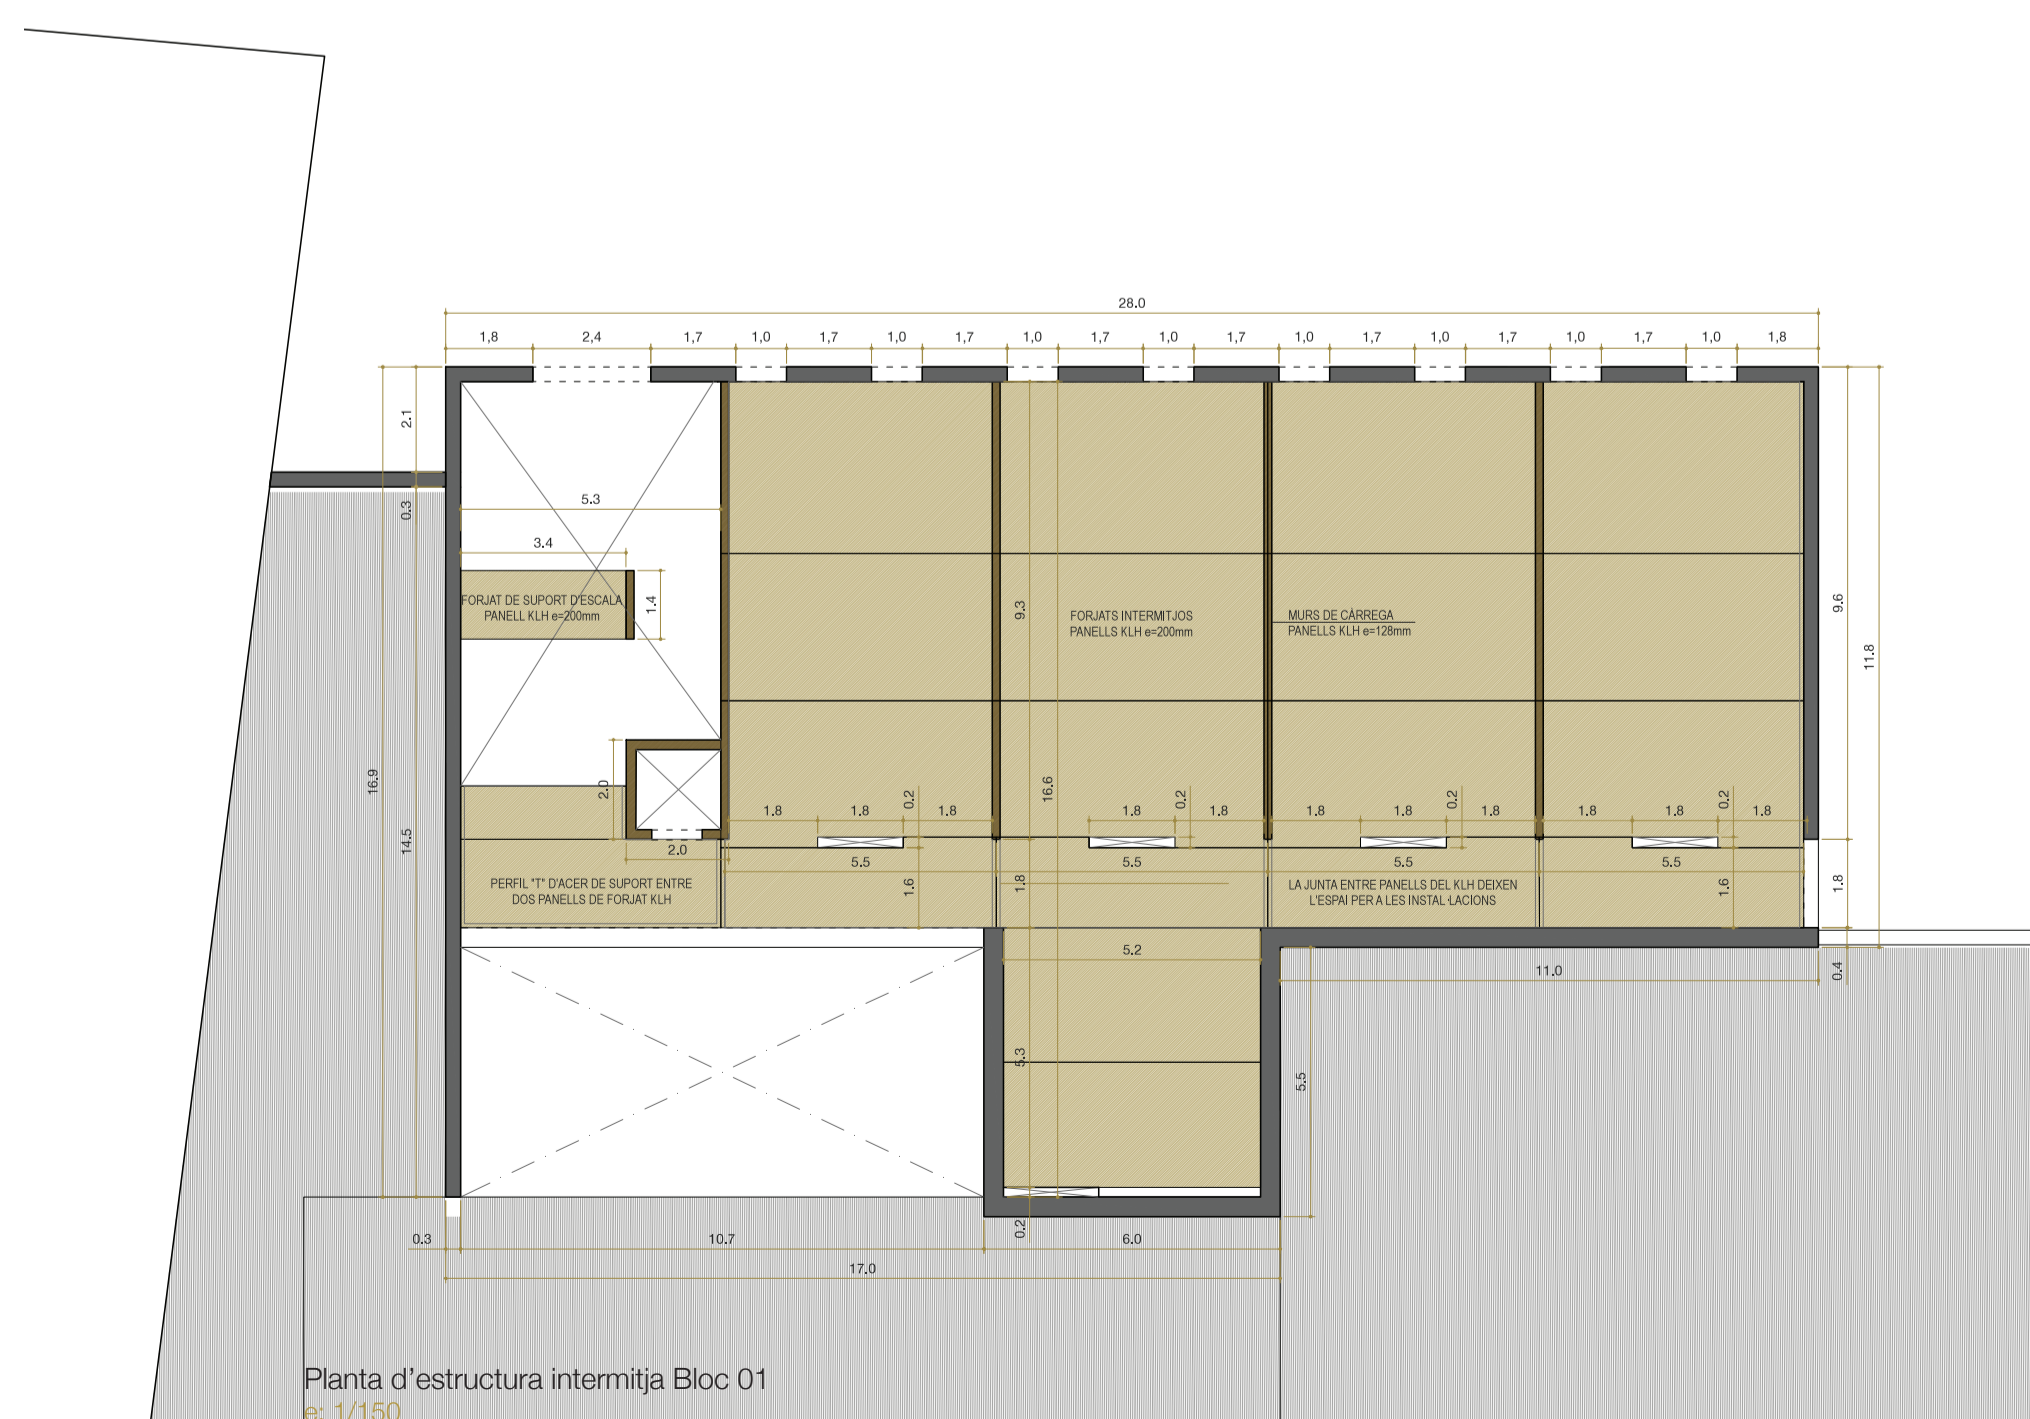 28.0
1,8 2,4 1,7 1,0 1,7 1,0 1,7 1,0 1,7 1,0 1,7 1,0 1,7 1,0 1,7 1,0 1,7 1,0 1,8
2.1
0.3
5.3
3.4
1.4
FORJAT DE SUPORT D'ESCALA
PANELL KLH e=200mm
9.3
FORJATS INTERMITJOS
PANELLS KLH e=200mm
MURS DE CÀRREGA
PANELLS KLH e=128mm
9.6
11.8
16.9
14.5
2.0
16.6
1.8 1.8 0.2 1.8
1.8 0.2 1.8
1.8 1.8 0.2 1.8
1.8 1.8 0.2 1.8
2.0
5.5 5.5 5.5 5.5
PERFIL "T" D'ACER DE SUPORT ENTRE
DOS PANELLS DE FORJAT KLH
1.6
1.8
LA JUNTA ENTRE PANELLS DEL KLH DEIXEN
L'ESPAI PER A LES INSTAL·LACIONS
1.6
1.8
5.2
11.0
0.4
5.3
5.5
0.3 10.7 0.2 6.0
17.0
Planta d'estructura intermitja Bloc 01
e: 1/150